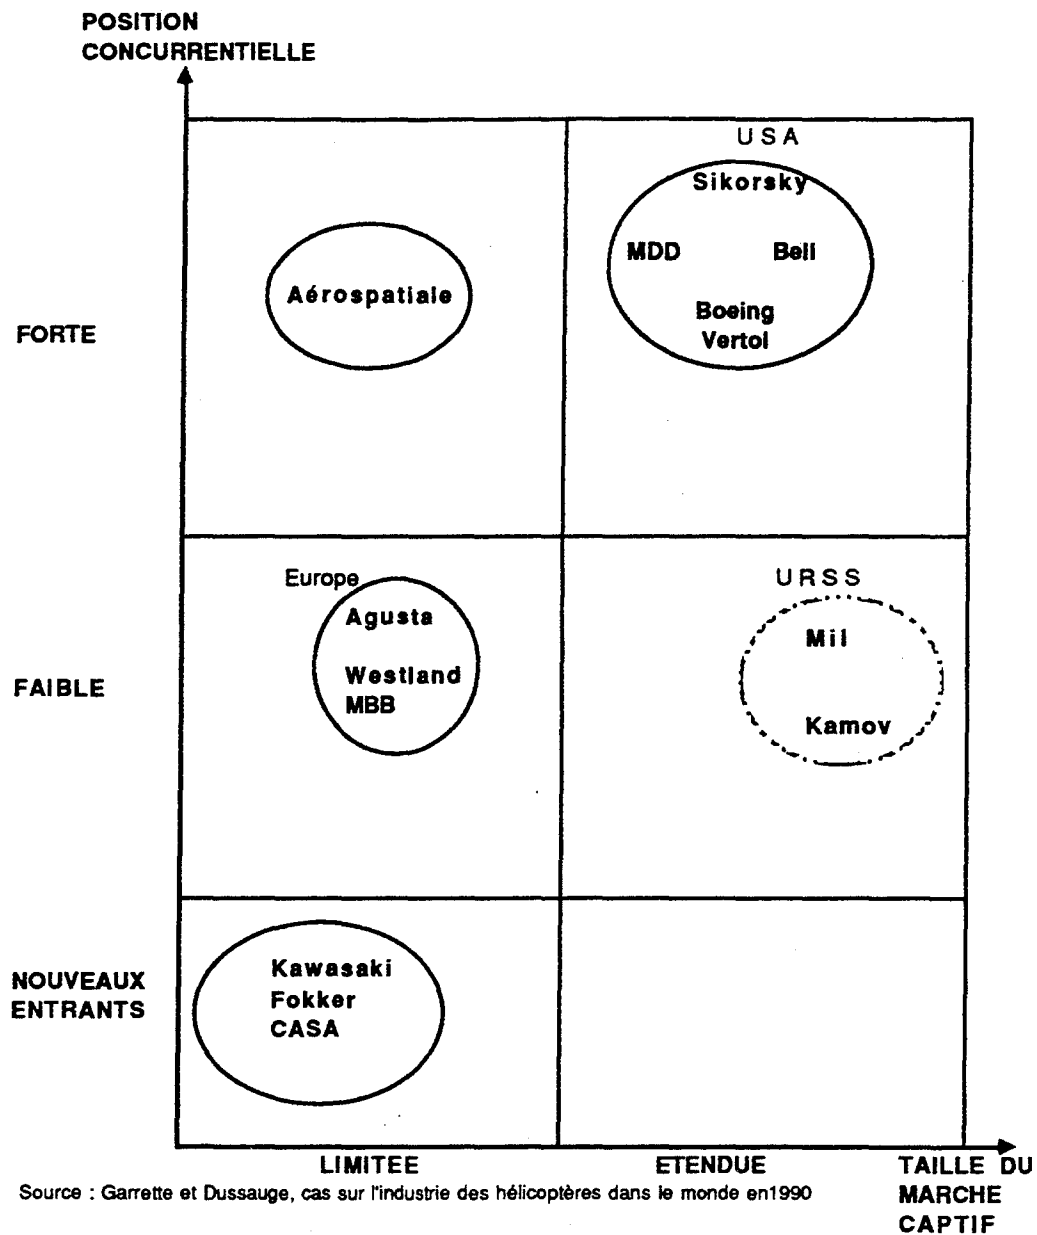 POSITION
CONCURRENTIELLE
USA
Sikorsky
MDD Bell
Aérospatiale
Boeing
Vertol
FORTE
Europe
URSS
Agusta
Mil
Westland
FAIBLE
MBB
Kamov
Kawasaki
NOUVEAUX
Fokker
ENTRANTS
CASA
LIMITEE ETENDUE TAILLE DU
Source : Garrette et Dussauge, cas sur l'industrie des hélicoptères dans le monde en1990
MARCHE
CAPTIF